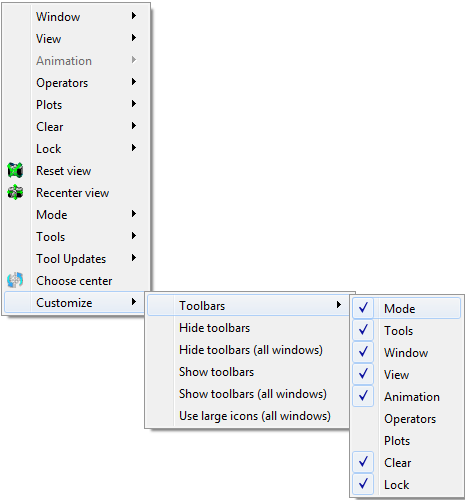 Window
View
Animation
Operators
Plots
Clear
Lock
Reset view
Recenter view
Mode
Tools
Tool Updates
Choose center
Customize
Toolbars
Hide toolbars
Hide toolbars (all windows)
Show toolbars
Show toolbars (all windows)
Use large icons (all windows)
Mode
Tools
Window
View
Animation
Operators
Plots
Clear
Lock